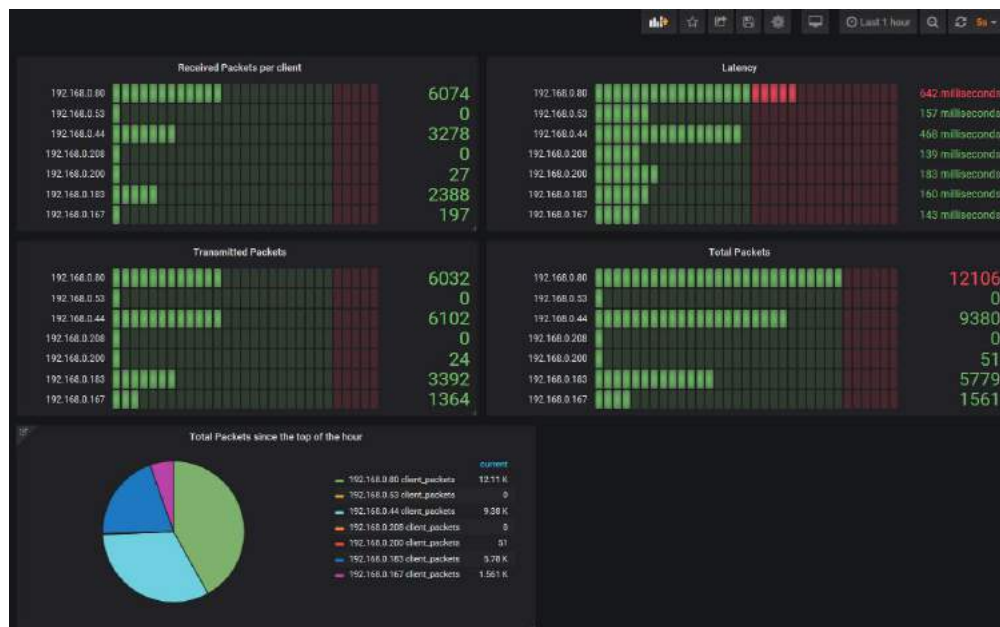 Last 1 hour 5s
Received Packets per client
192.168.0.80 6074
192.168.0.53 0
192.168.0.44 3278
192.168.0.208 0
192.168.0.200 27
192.168.0.183 2388
192.168.0.167 197
Latency
192.168.0.80 642 milliseconds
192.168.0.53 157 milliseconds
192.168.0.44 468 milliseconds
192.168.0.208 139 milliseconds
192.168.0.200 183 milliseconds
192.168.0.183 160 milliseconds
192.168.0.167 143 milliseconds
Transmitted Packets
192.168.0.80 6032
192.168.0.53 0
192.168.0.44 6102
192.168.0.208 0
192.168.0.200 24
192.168.0.183 3392
192.168.0.167 1364
Total Packets
192.168.0.80 12106
192.168.0.53 0
192.168.0.44 9380
192.168.0.208 0
192.168.0.200 51
192.168.0.183 5779
192.168.0.167 1561
Total Packets since the top of the hour
current
192.168.0.80 client_packets 12.11 K
192.168.0.53 client_packets 0
192.168.0.44 client_packets 9.38 K
192.168.0.208 client_packets 0
192.168.0.200 client_packets 51
192.168.0.183 client_packets 5.78 K
192.168.0.167 client_packets 1.561 K